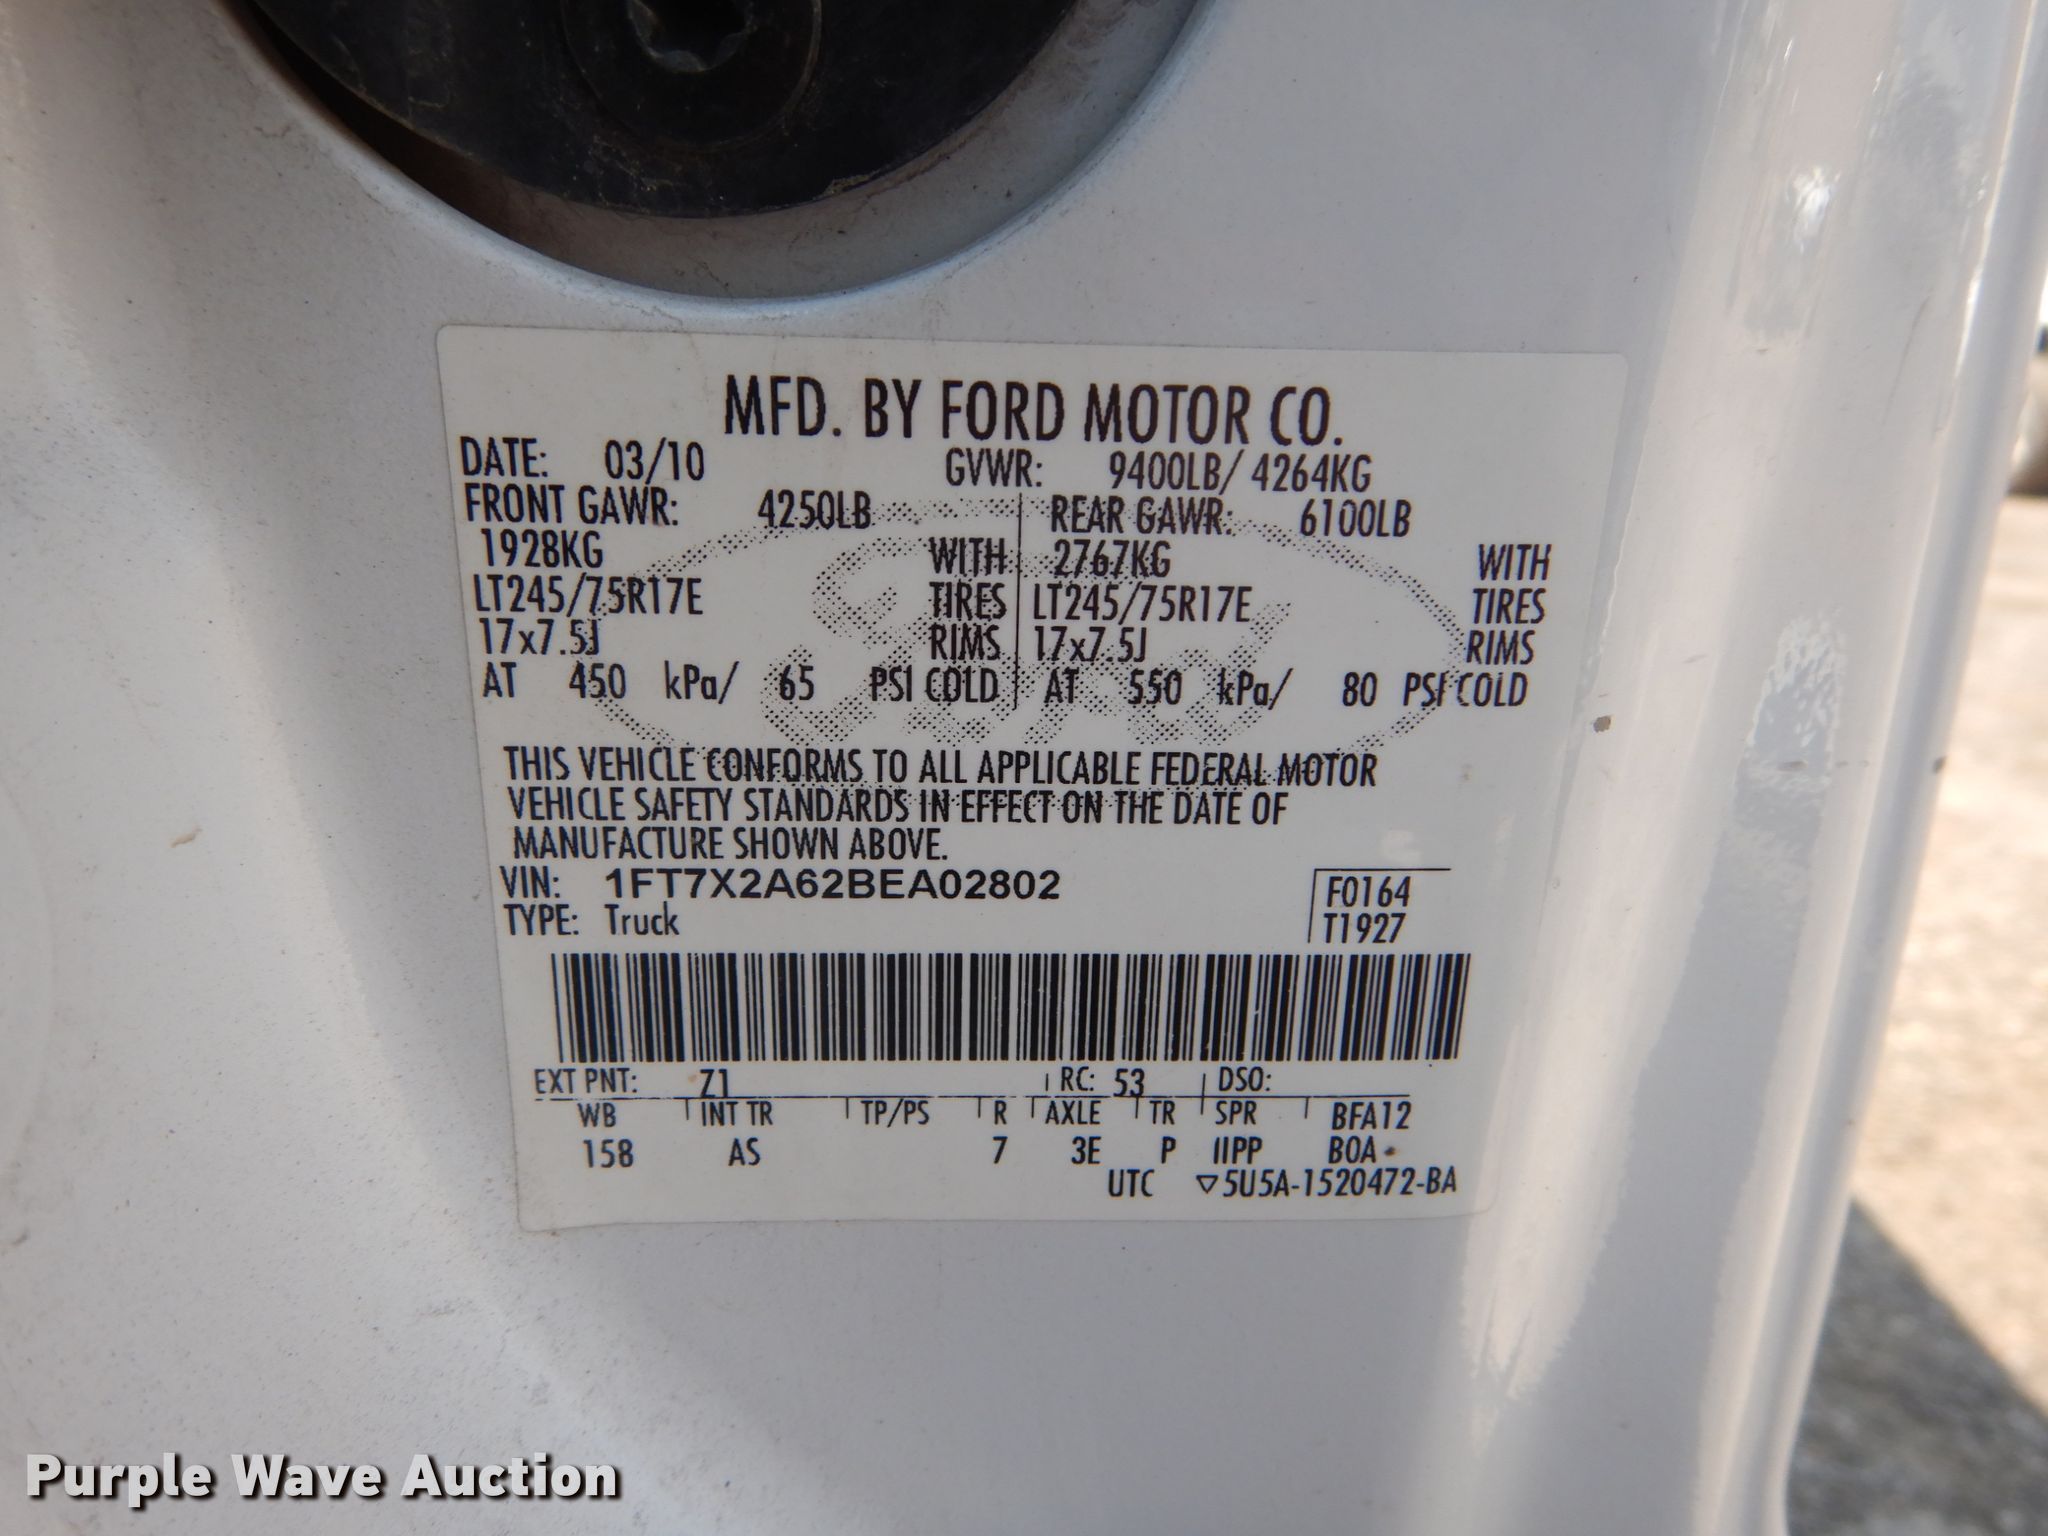 MFD. BY FORD MOTOR CO.
DATE: 03/10 GVWR: 9400LB/ 4264KG
FRONT GAWR: 4250LB REAR GAWR: 6100LB
1928KG WITH 2767KG WITH
LT245/75R17E TIRES LT245/75R17E TIRES
17x7.5J RIMS 17x7.5J RIMS
AT 450 kPa/ 65 PSI COLD AT 550 kPa/ 80 PSI COLD
Ford
THIS VEHICLE CONFORMS TO ALL APPLICABLE FEDERAL MOTOR
VEHICLE SAFETY STANDARDS IN EFFECT ON THE DATE OF
MANUFACTURE SHOWN ABOVE.
VIN: 1FT7X2A62BEA02802 F0164
TYPE: Truck T1927
EXT PNT: Z1 RC: 53 DSO:
WB INT TR TP/PS R AXLE TR SPR BFA12
158 AS 7 3E P IIPP BOA
UTC ▽5U5A-1520472-BA
Purple Wave Auction